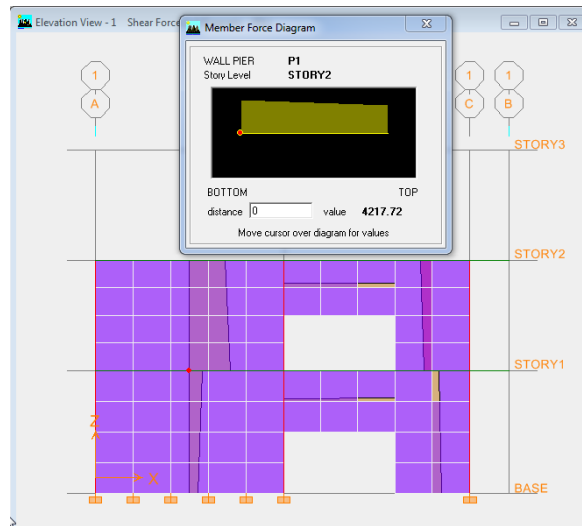 Elevation View - 1 Shear Force
Member Force Diagram
WALL PIER P1
Story Level STORY2
BOTTOM TOP
distance 0 value 4217.72
Move cursor over diagram for values
1 1 1
A C B
STORY3
STORY2
STORY1
Z
X
BASE